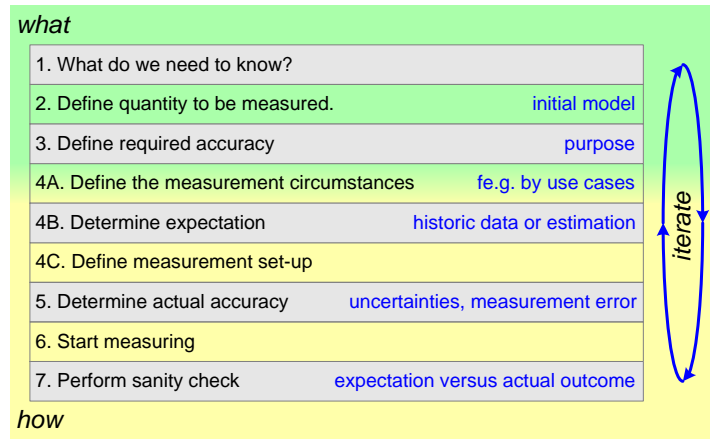 what
1. What do we need to know?
2. Define quantity to be measured. initial model
3. Define required accuracy purpose
4A. Define the measurement circumstances fe.g. by use cases
4B. Determine expectation historic data or estimation
4C. Define measurement set-up
5. Determine actual accuracy uncertainties, measurement error
6. Start measuring
7. Perform sanity check expectation versus actual outcome
how
iterate